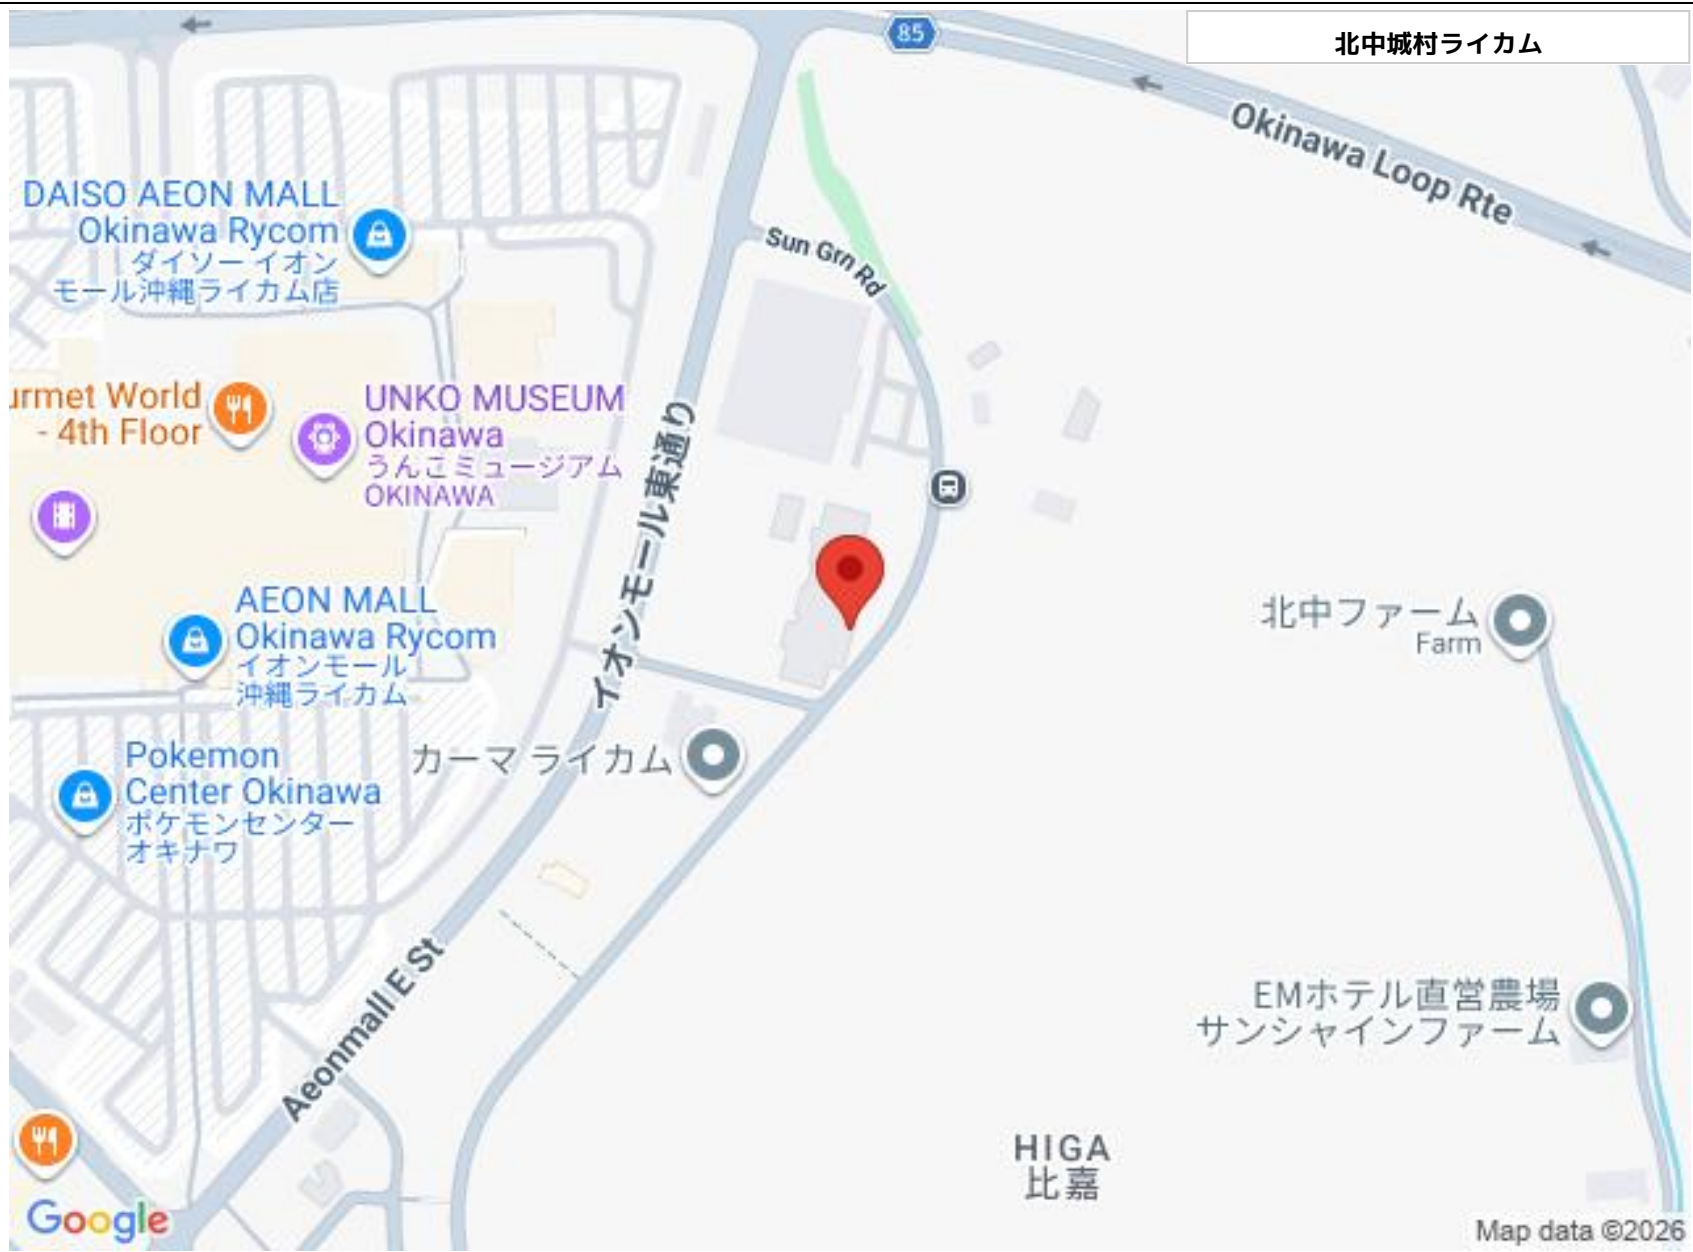 北中城村ライカム
85
Okinawa Loop Rte
DAISO AEON MALL
Okinawa Rycom
ダイソー イオン
モール沖縄ライカム店
Sun Grn Rd
urmet World
- 4th Floor
UNKO MUSEUM
Okinawa
うんこミュージアム
OKINAWA
イオンモール東通り
AEON MALL
Okinawa Rycom
イオンモール
沖縄ライカム
北中ファーム
Farm
カーマ ライカム
Pokemon
Center Okinawa
ポケモンセンター
オキナワ
Aeonmall E St
EMホテル直営農場
サンシャインファーム
HIGA
比嘉
Google
Map data ©2026